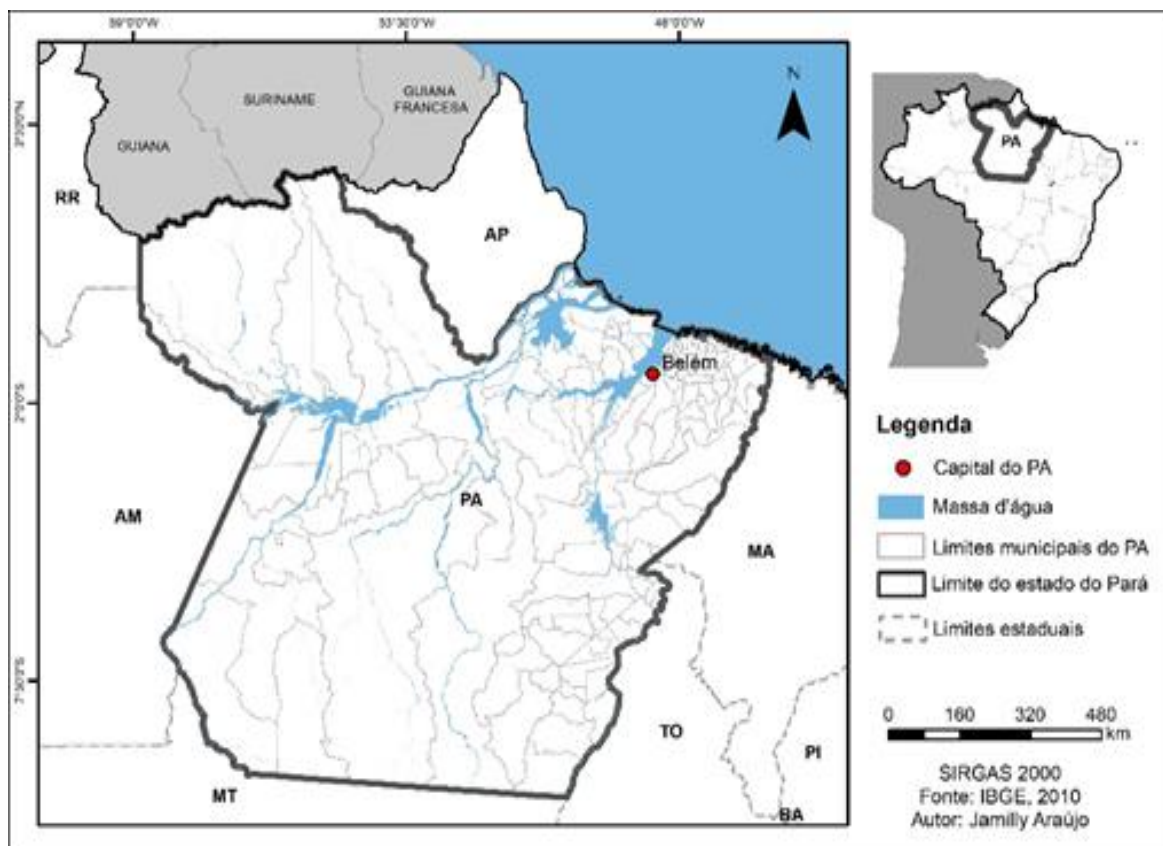 59°0'0"W
53°30'0"W
48°0'0"W
3°30'0"N
2°0'0"S
7°30'0"S
GUIANA
SURINAME
GUIANA
FRANCESA
N
RR
AP
Belém
AM
PA
MA
TO
PI
MT
BA
PA
Legenda
Capital do PA
Massa d'água
Limites municipais do PA
Limite do estado do Pará
Limites estaduais
0 160 320 480
km
SIRGAS 2000
Fonte: IBGE, 2010
Autor: Jamilly Araújo